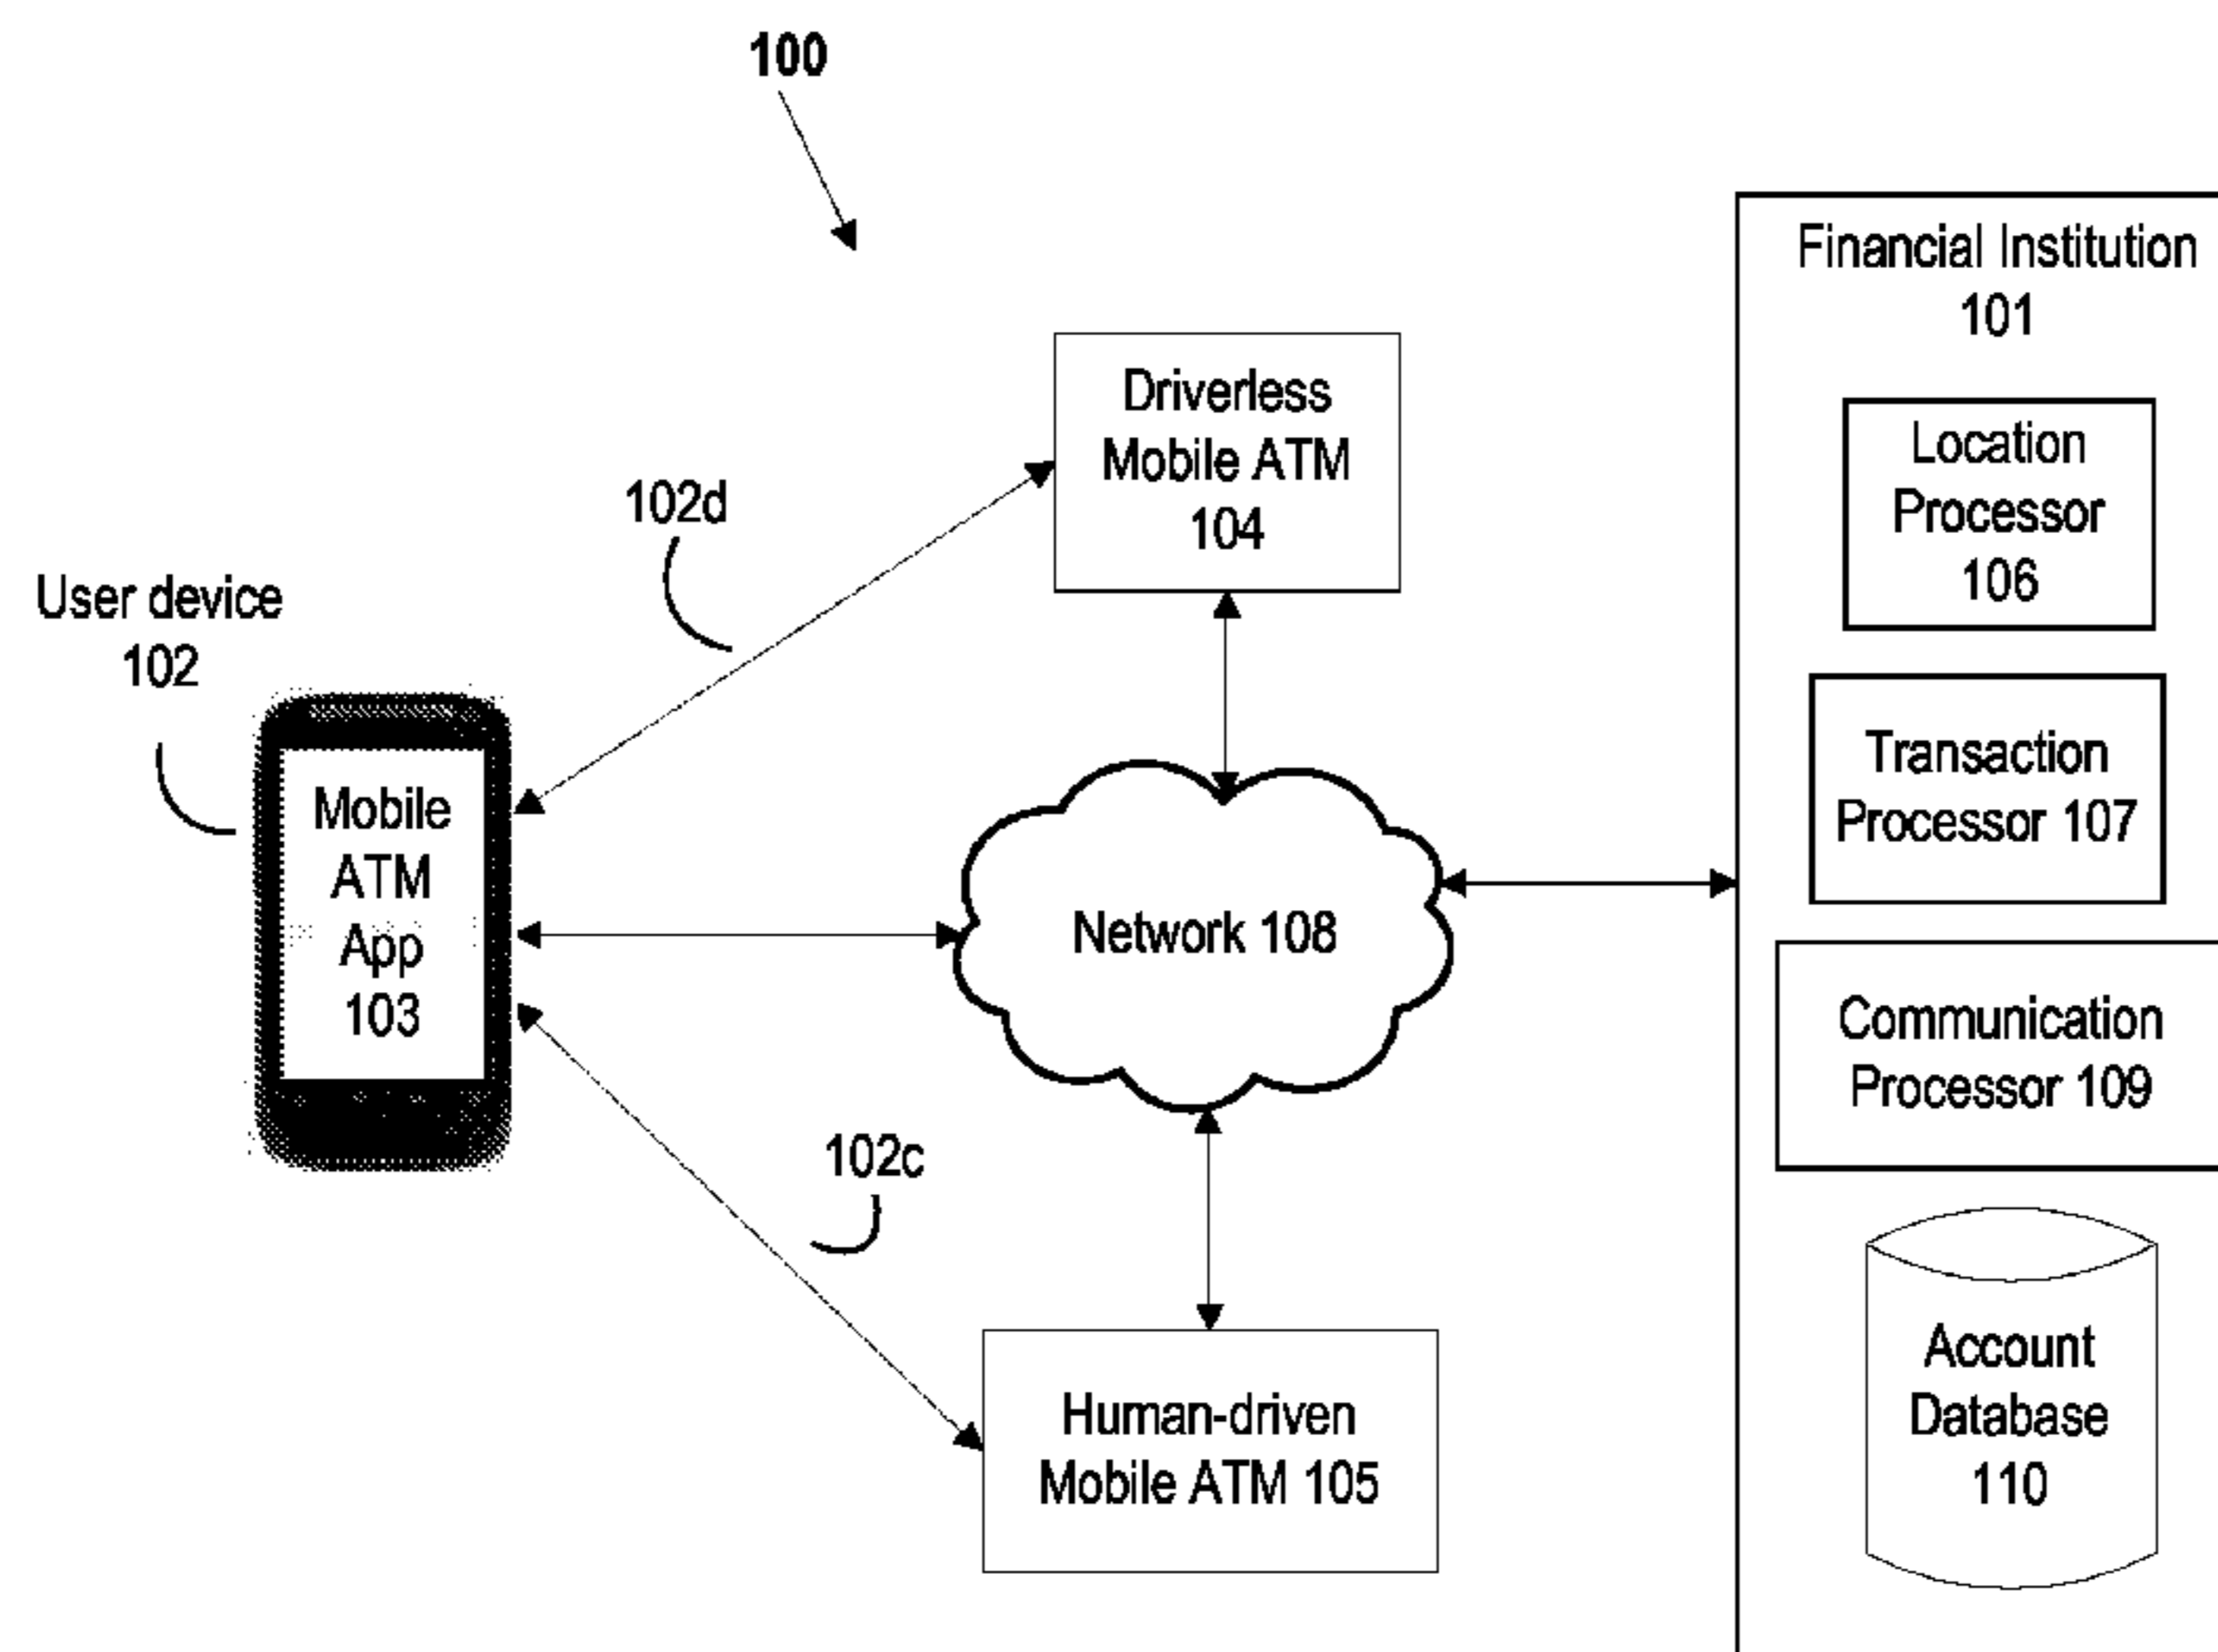 100
Financial Institution
101
Location
Processor
106
Transaction
Processor 107
Communication
Processor 109
Account
Database
110
Driverless
Mobile ATM
104
102d
User device
102
Mobile
ATM
App
103
Network 108
102c
Human-driven
Mobile ATM 105